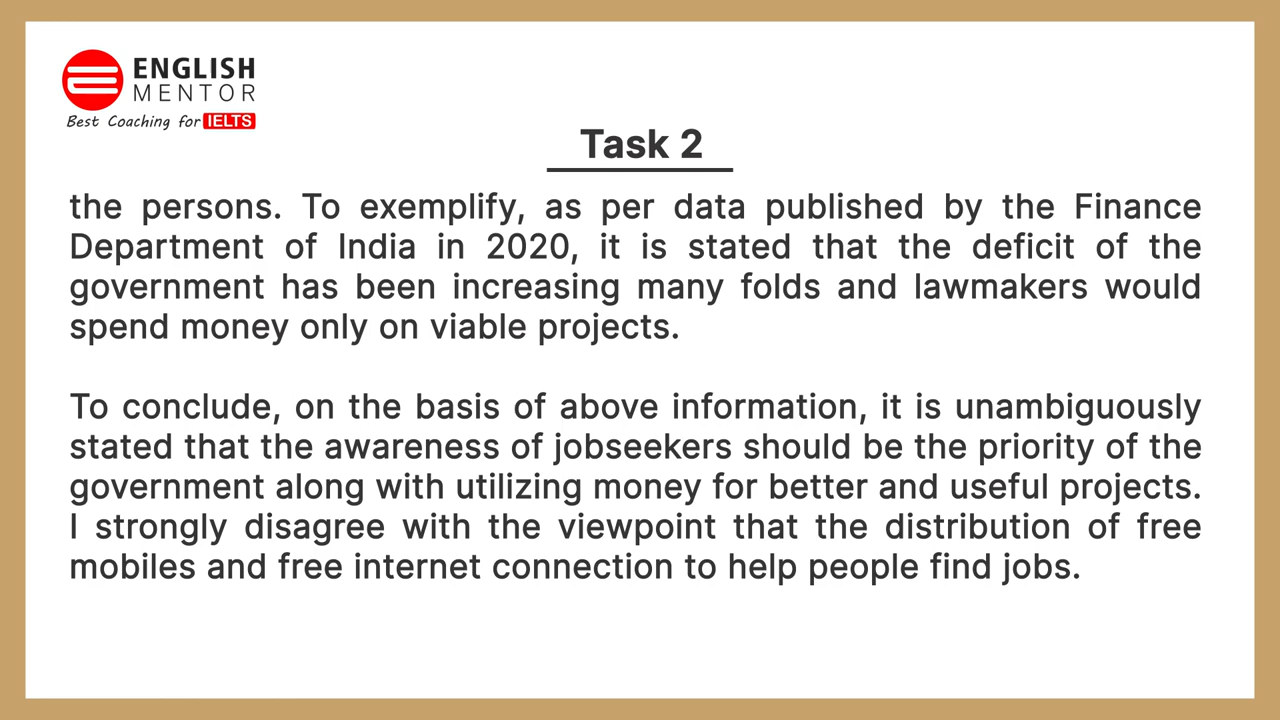 ENGLISH
MENTOR
Best Coaching for IELTS
Task 2
the persons. To exemplify, as per data published by the Finance
Department of India in 2020, it is stated that the deficit of the
government has been increasing many folds and lawmakers would
spend money only on viable projects.
To conclude, on the basis of above information, it is unambiguously
stated that the awareness of jobseekers should be the priority of the
government along with utilizing money for better and useful projects.
I strongly disagree with the viewpoint that the distribution of free
mobiles and free internet connection to help people find jobs.